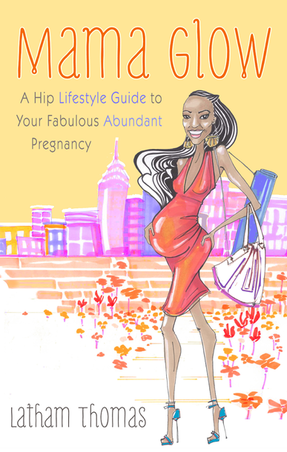 Mama Glow
A Hip Lifestyle Guide to
Your Fabulous Abundant
Pregnancy
Latham Thomas